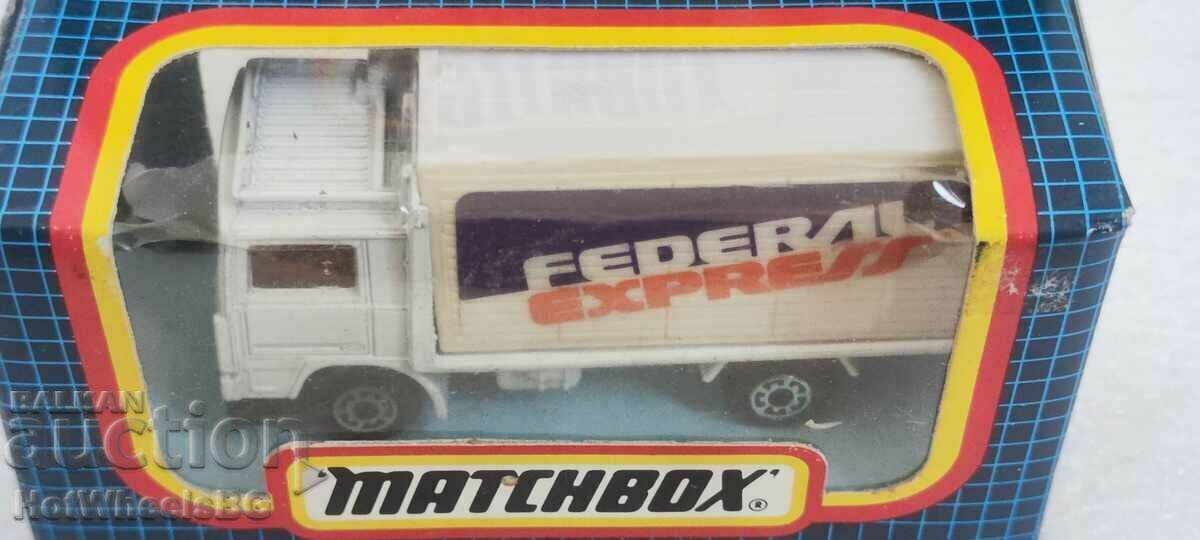 FEDERAL
EXPRESS
BALKAN
auction
HotWheelsBG
"MATCHBOX"®